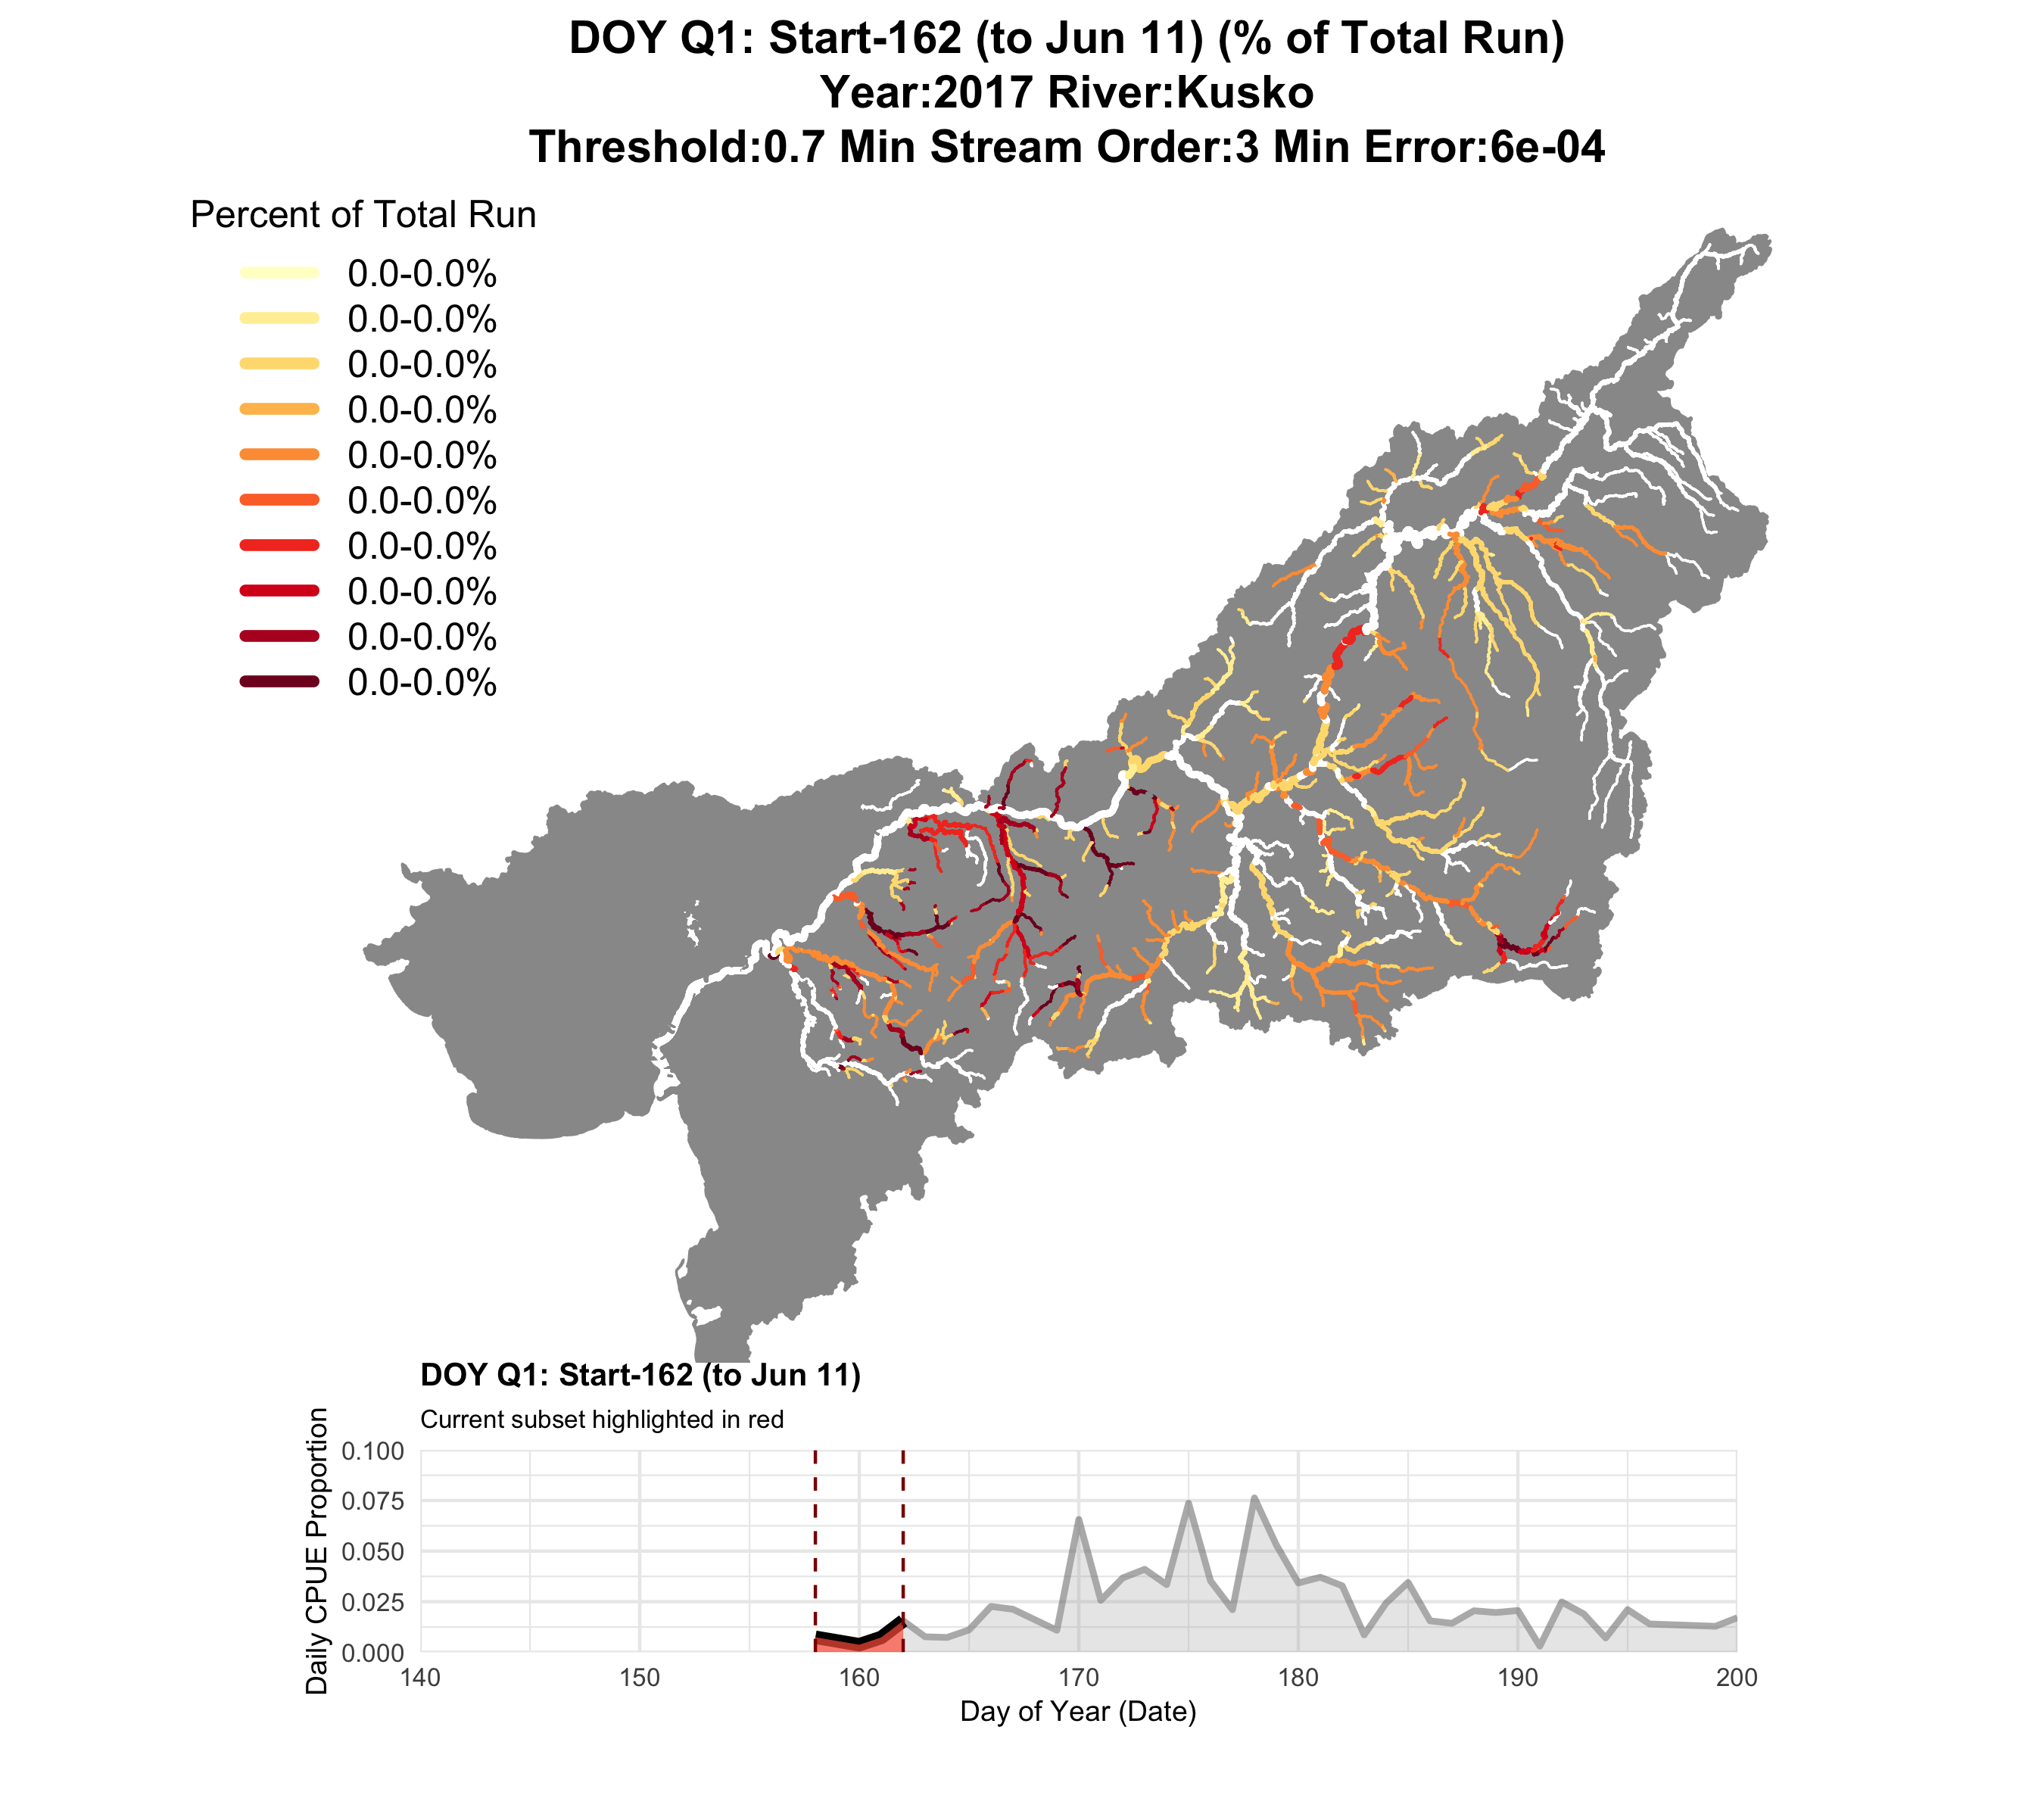 DOY Q1: Start-162 (to Jun 11) (% of Total Run)
Year:2017 River:Kusko
Threshold:0.7 Min Stream Order:3 Min Error:6e-04
Percent of Total Run
0.0-0.0%
0.0-0.0%
0.0-0.0%
0.0-0.0%
0.0-0.0%
0.0-0.0%
0.0-0.0%
0.0-0.0%
0.0-0.0%
0.0-0.0%
DOY Q1: Start-162 (to Jun 11)
Current subset highlighted in red
Daily CPUE Proportion
0.100
0.075
0.050
0.025
0.000
140 150 160 170 180 190 200
Day of Year (Date)